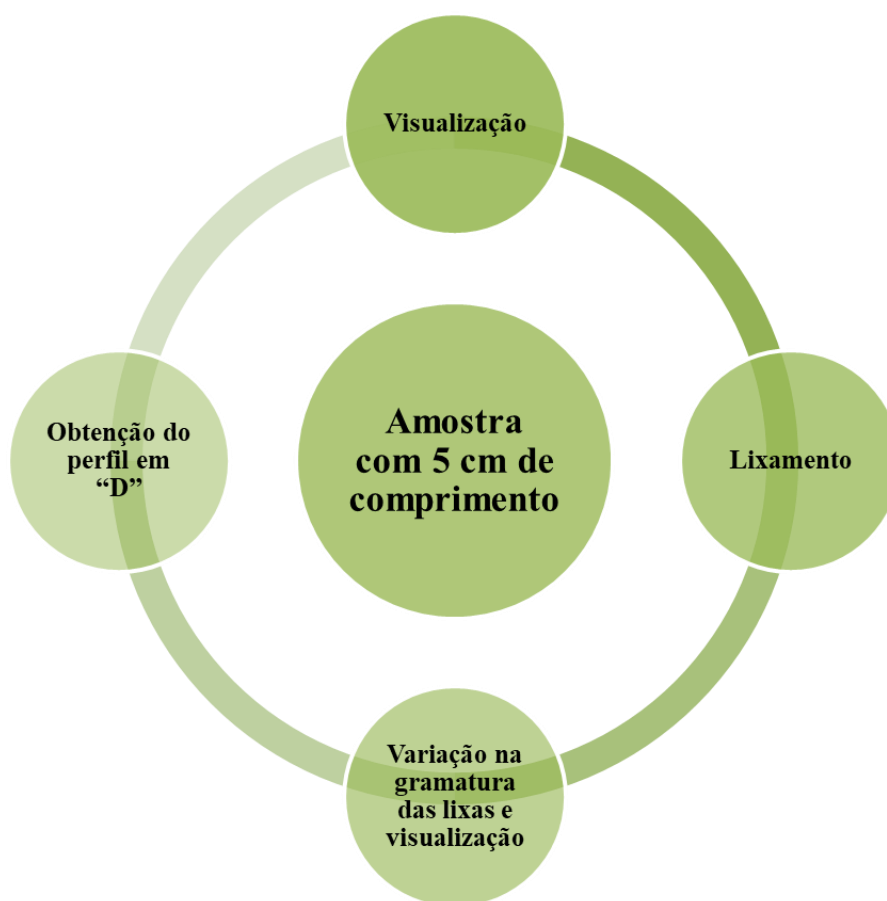 Visualização
Amostra
com 5 cm de
comprimento
Obtenção do
perfil em
“D”
Lixamento
Variação na
gramatura
das lixas e
visualização